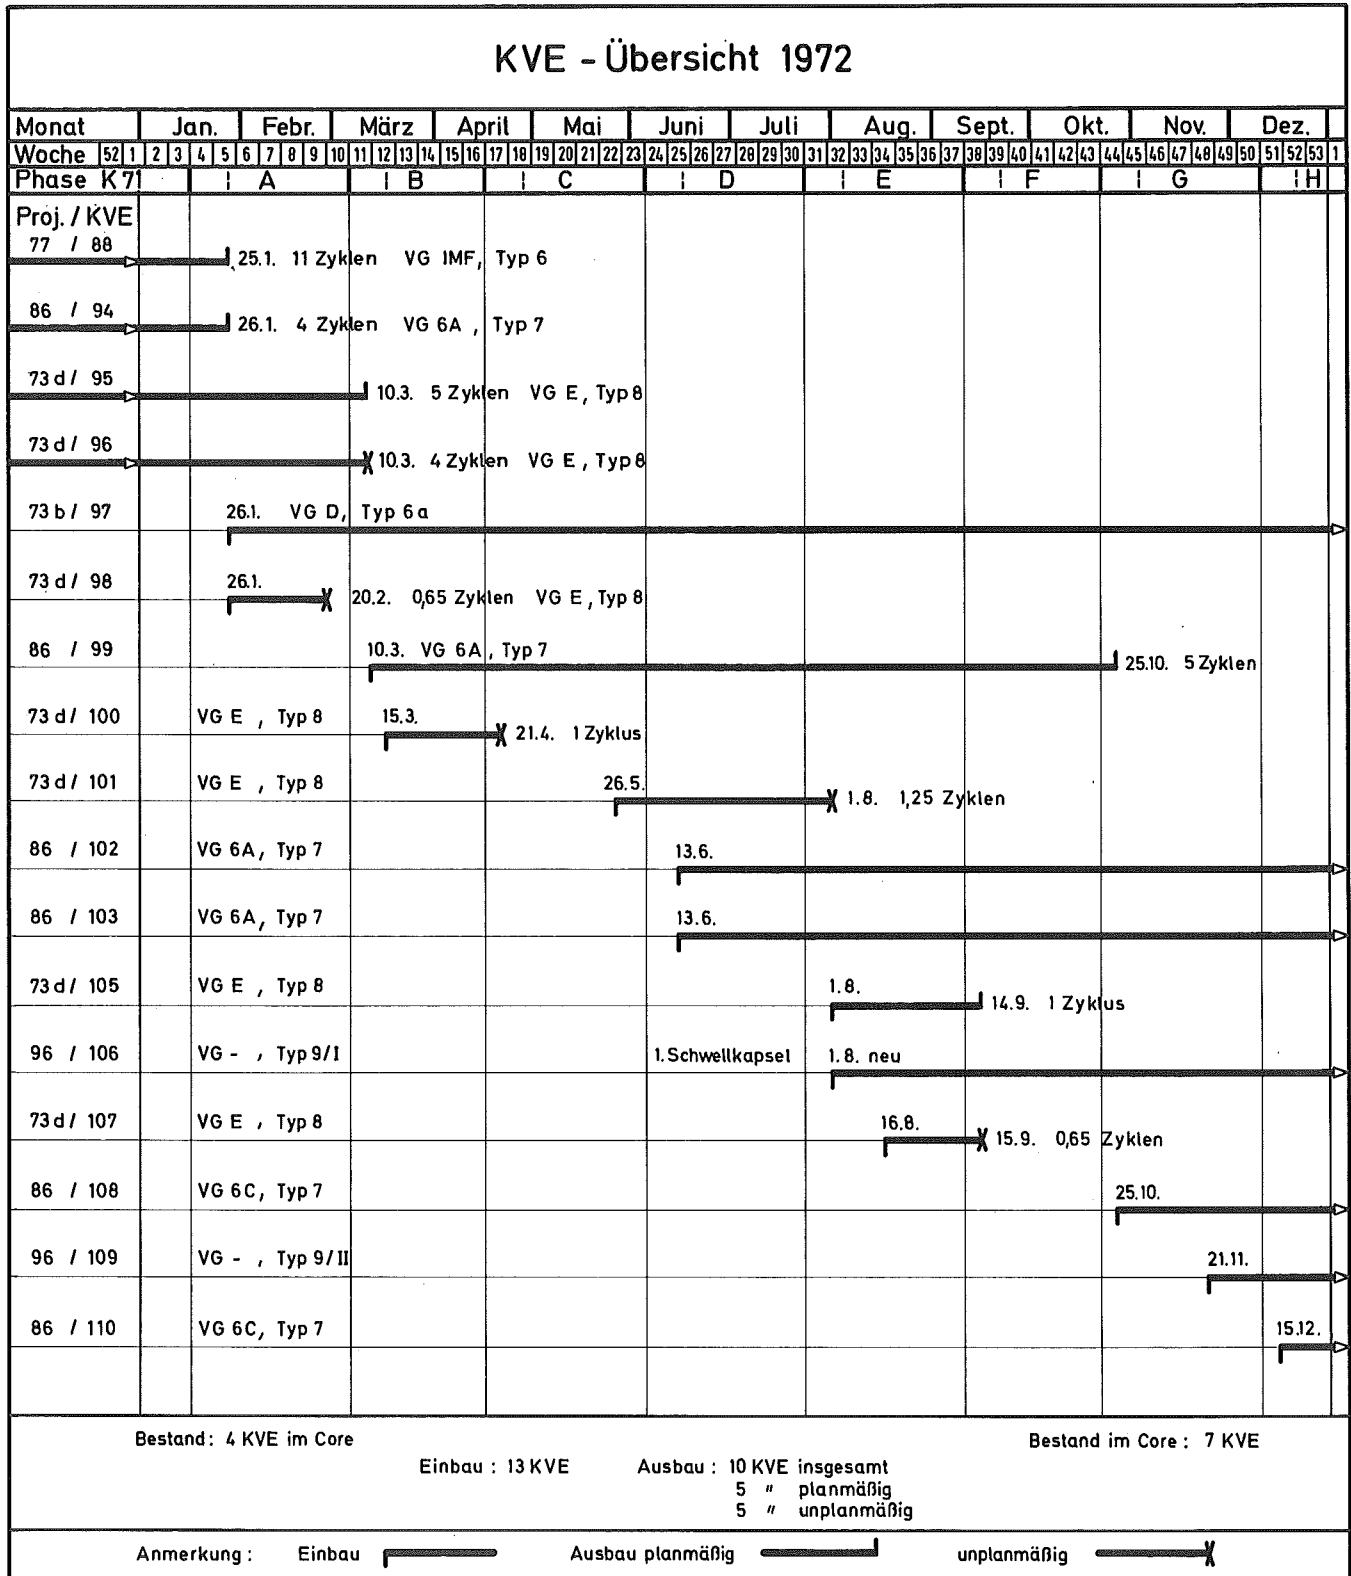 KVE - Übersicht 1972
Monat Jan. Febr. März April Mai Juni Juli Aug. Sept. Okt. Nov. Dez.
Woche 52 1 2 3 4 5 6 7 8 9 10 11 12 13 14 15 16 17 18 19 20 21 22 23 24 25 26 27 28 29 30 31 32 33 34 35 36 37 38 39 40 41 42 43 44 45 46 47 48 49 50 51 52 53 1
Phase K 71 A B C D E F G H
Proj. / KVE
77 / 88 25.1. 11 Zyklen VG IMF, Typ 6
86 / 94 26.1. 4 Zyklen VG 6A , Typ 7
73 d / 95 10.3. 5 Zyklen VG E , Typ 8
73 d / 96 10.3. 4 Zyklen VG E , Typ 8
73 b / 97 26.1. VG D, Typ 6a
73 d / 98 26.1. 20.2. 0,65 Zyklen VG E , Typ 8
86 / 99 10.3. VG 6A , Typ 7 25.10. 5 Zyklen
73 d / 100 VG E , Typ 8 15.3. 21.4. 1 Zyklus
73 d / 101 VG E , Typ 8 26.5. 1.8. 1,25 Zyklen
86 / 102 VG 6A, Typ 7 13.6.
86 / 103 VG 6A, Typ 7 13.6.
73 d / 105 VG E , Typ 8 1.8. 14.9. 1 Zyklus
96 / 106 VG - , Typ 9/I 1. Schwellkapsel 1.8. neu
73 d / 107 VG E , Typ 8 16.8. 15.9. 0,65 Zyklen
86 / 108 VG 6C, Typ 7 25.10.
96 / 109 VG - , Typ 9/II 21.11.
86 / 110 VG 6C, Typ 7 15.12.
Bestand : 4 KVE im Core Bestand im Core : 7 KVE
Einbau : 13 KVE Ausbau : 10 KVE insgesamt
5 " planmäßig
5 " unplanmäßig
Anmerkung : Einbau Ausbau planmäßig unplanmäßig